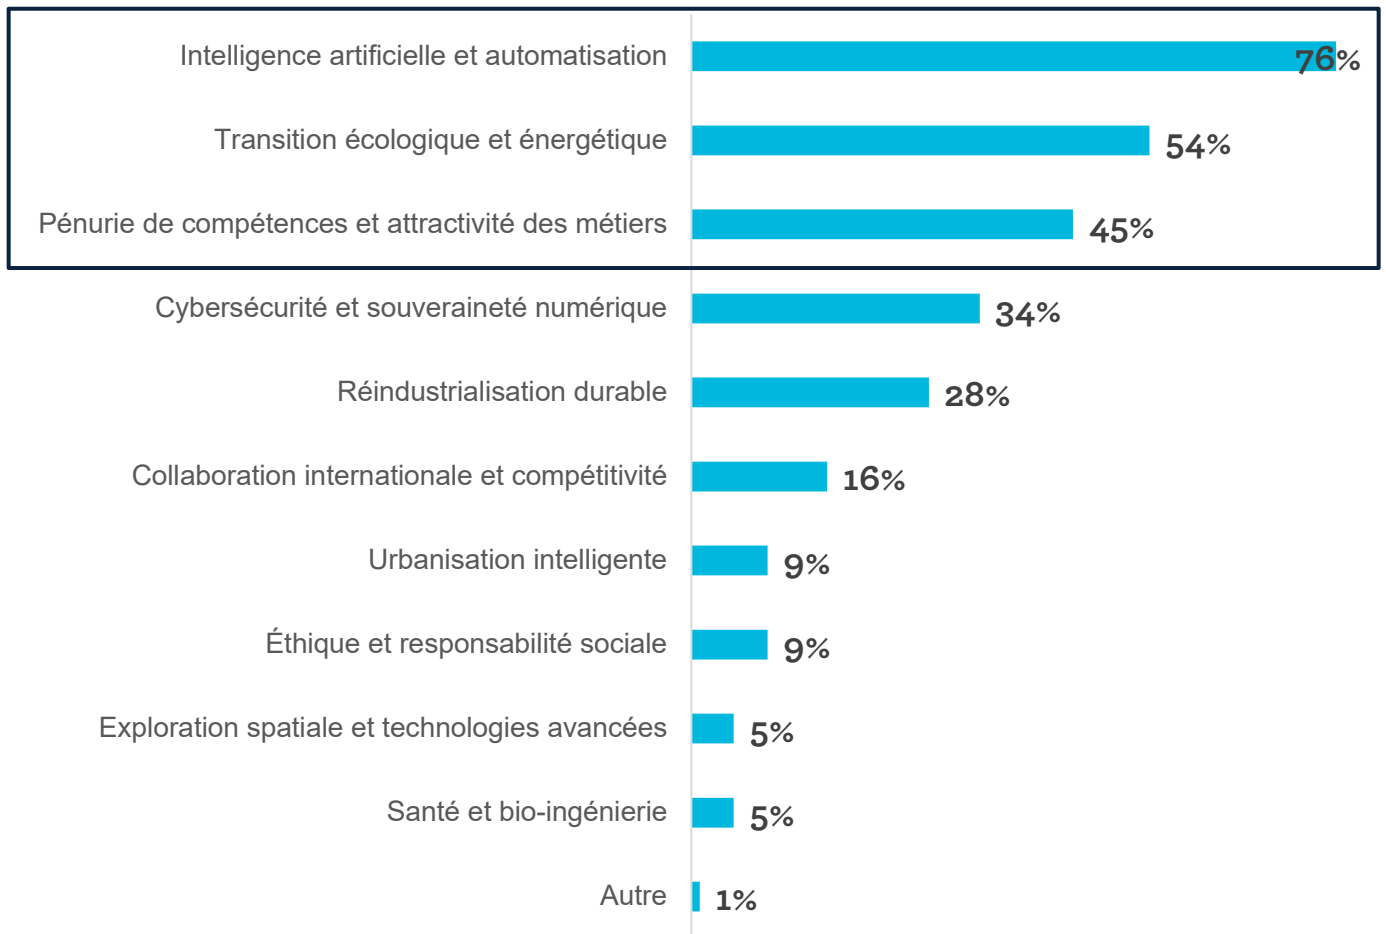 Intelligence artificielle et automatisation 76%
Transition écologique et énergétique 54%
Pénurie de compétences et attractivité des métiers 45%
Cybersécurité et souveraineté numérique 34%
Réindustrialisation durable 28%
Collaboration internationale et compétitivité 16%
Urbanisation intelligente 9%
Éthique et responsabilité sociale 9%
Exploration spatiale et technologies avancées 5%
Santé et bio-ingénierie 5%
Autre 1%